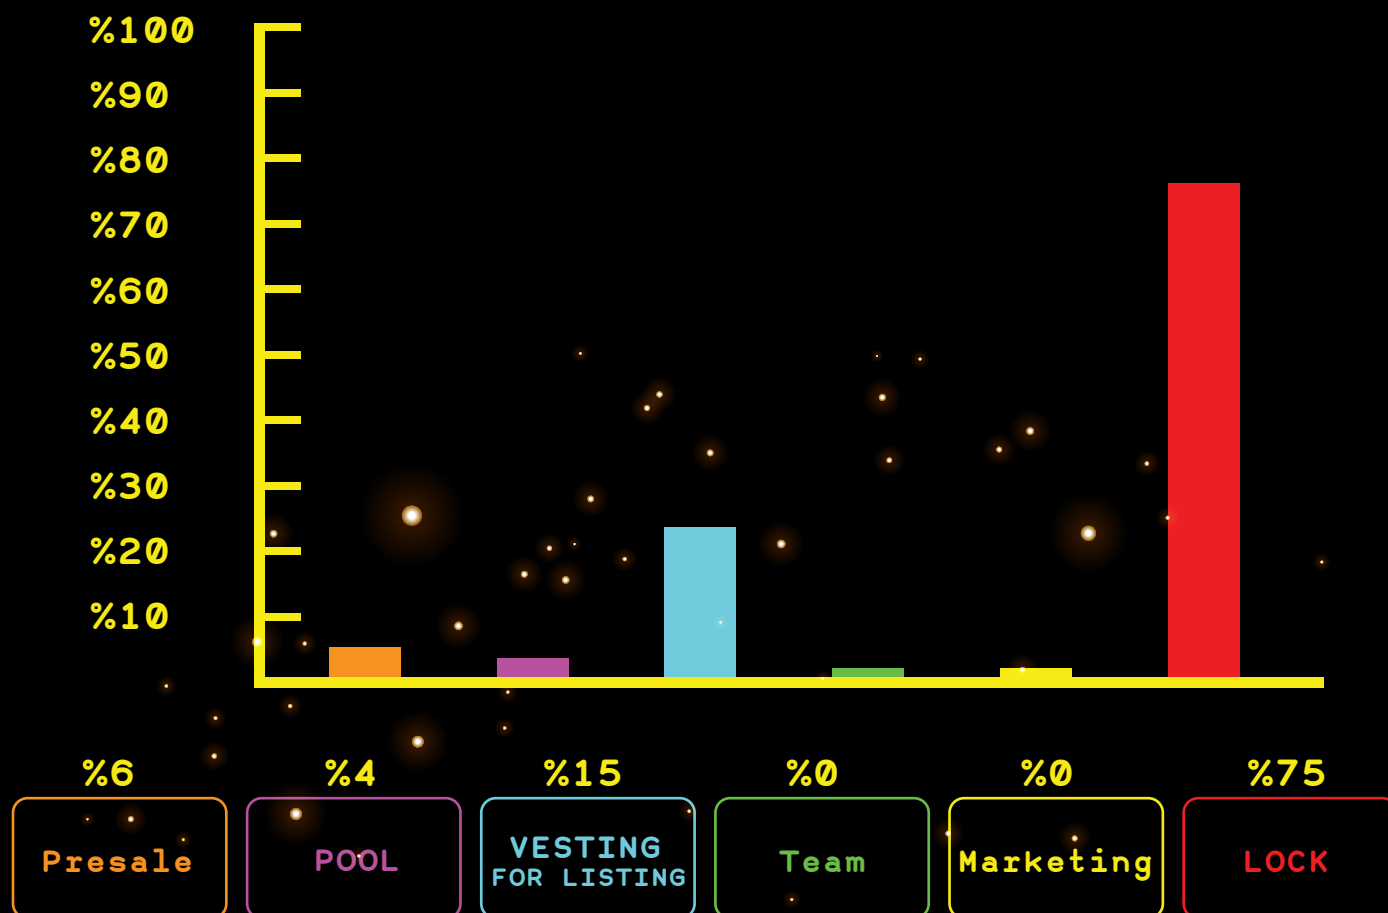 %100
%90
%80
%70
%60
%50
%40
%30
%20
%10
%6 %4 %15 %0 %0 %75
Presale
POOL
VESTING
FOR LISTING
Team
Marketing
LOCK